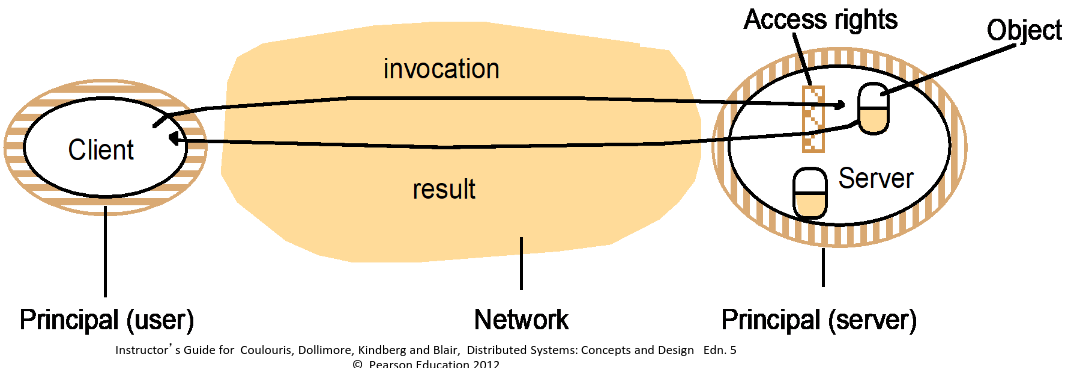 Access rights
Object
invocation
Client
result
Server
Principal (user)
Network
Principal (server)
Instructor’s Guide for Coulouris, Dollimore, Kindberg and Blair, Distributed Systems: Concepts and Design Edn. 5
© Pearson Education 2012